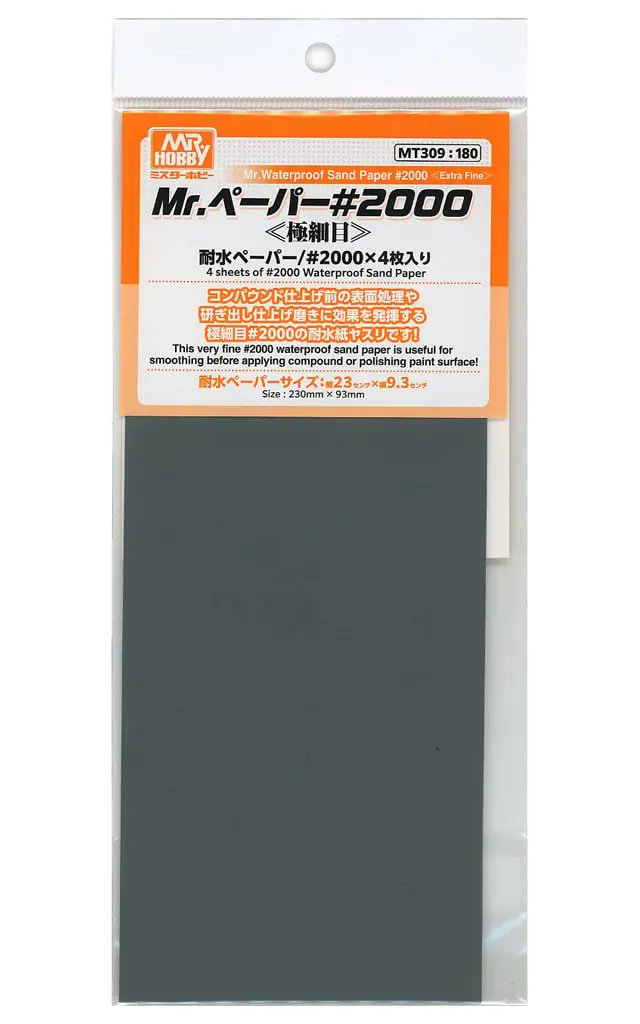 MR
HOBBY
ミスターホビー
MT309:180
Mr.Waterproof Sand Paper #2000 <Extra Fine>
Mr.ペーパー#2000
≪極細目≫
耐水ペーパー/#2000×4枚入り
4 sheets of #2000 Waterproof Sand Paper
コンパウンド仕上げ前の表面処理や
研ぎ出し仕上げ磨きに効果を発揮する
極細目#2000の耐水紙ヤスリです!
This very fine #2000 waterproof sand paper is useful for
smoothing before applying compound or polishing paint surface!
耐水ペーパーサイズ:縦23センチ×横9.3センチ
Size : 230mm × 93mm